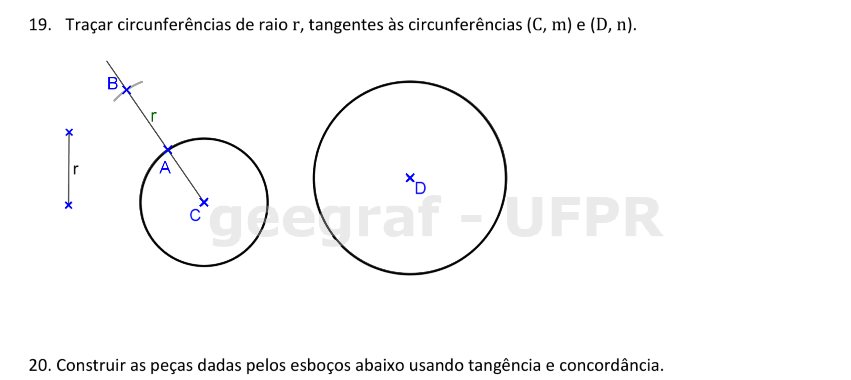 19. Traçar circunferências de raio r, tangentes às circunferências (C, m) e (D, n).
B
r
r
A
D
C
geegraf - UFPR
20. Construir as peças dadas pelos esboços abaixo usando tangência e concordância.